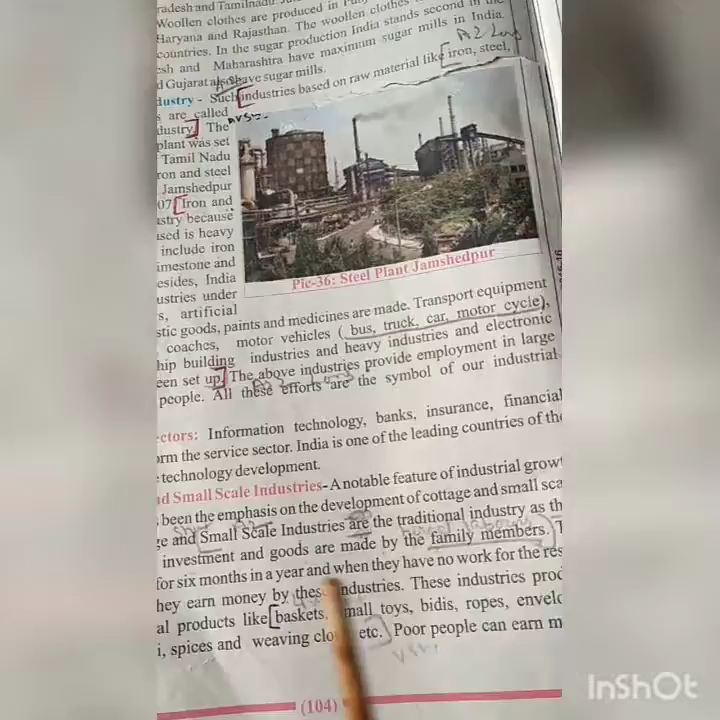 radesh and Tamilnadu.
Woollen clothes are produced in
Haryana and Rajasthan. The woollen clothes
countries. In the sugar production India stands second in the
esh and Maharashtra have maximum sugar mills in India.
d Gujarat also have sugar mills.
dustry - Such industries based on raw material like iron, steel,
s are called
dustry. The
plant was set
Tamil Nadu
ron and steel
Jamshedpur
07. Iron and
ustry because
used is heavy
include iron
imestone and
esides, India
ustries under
s, artificial
Pic-36: Steel Plant Jamshedpur
stic goods, paints and medicines are made. Transport equipment
coaches, motor vehicles (bus, truck, car, motor cycle),
hip building industries and heavy industries and electronic
een set up. The above industries provide employment in large
people. All these efforts are the symbol of our industrial
ectors: Information technology, banks, insurance, financial
orm the service sector. India is one of the leading countries of the
technology development.
nd Small Scale Industries-A notable feature of industrial growt
been the emphasis on the development of cottage and small sca
ge and Small Scale Industries are the traditional industry as th
investment and goods are made by the family members. T
for six months in a year and when they have no work for the res
hey earn money by thes industries. These industries prod
al products like baskets, mall toys, bidis, ropes, envelo
i, spices and weaving clo etc. Poor people can earn m
(104)
InShOt